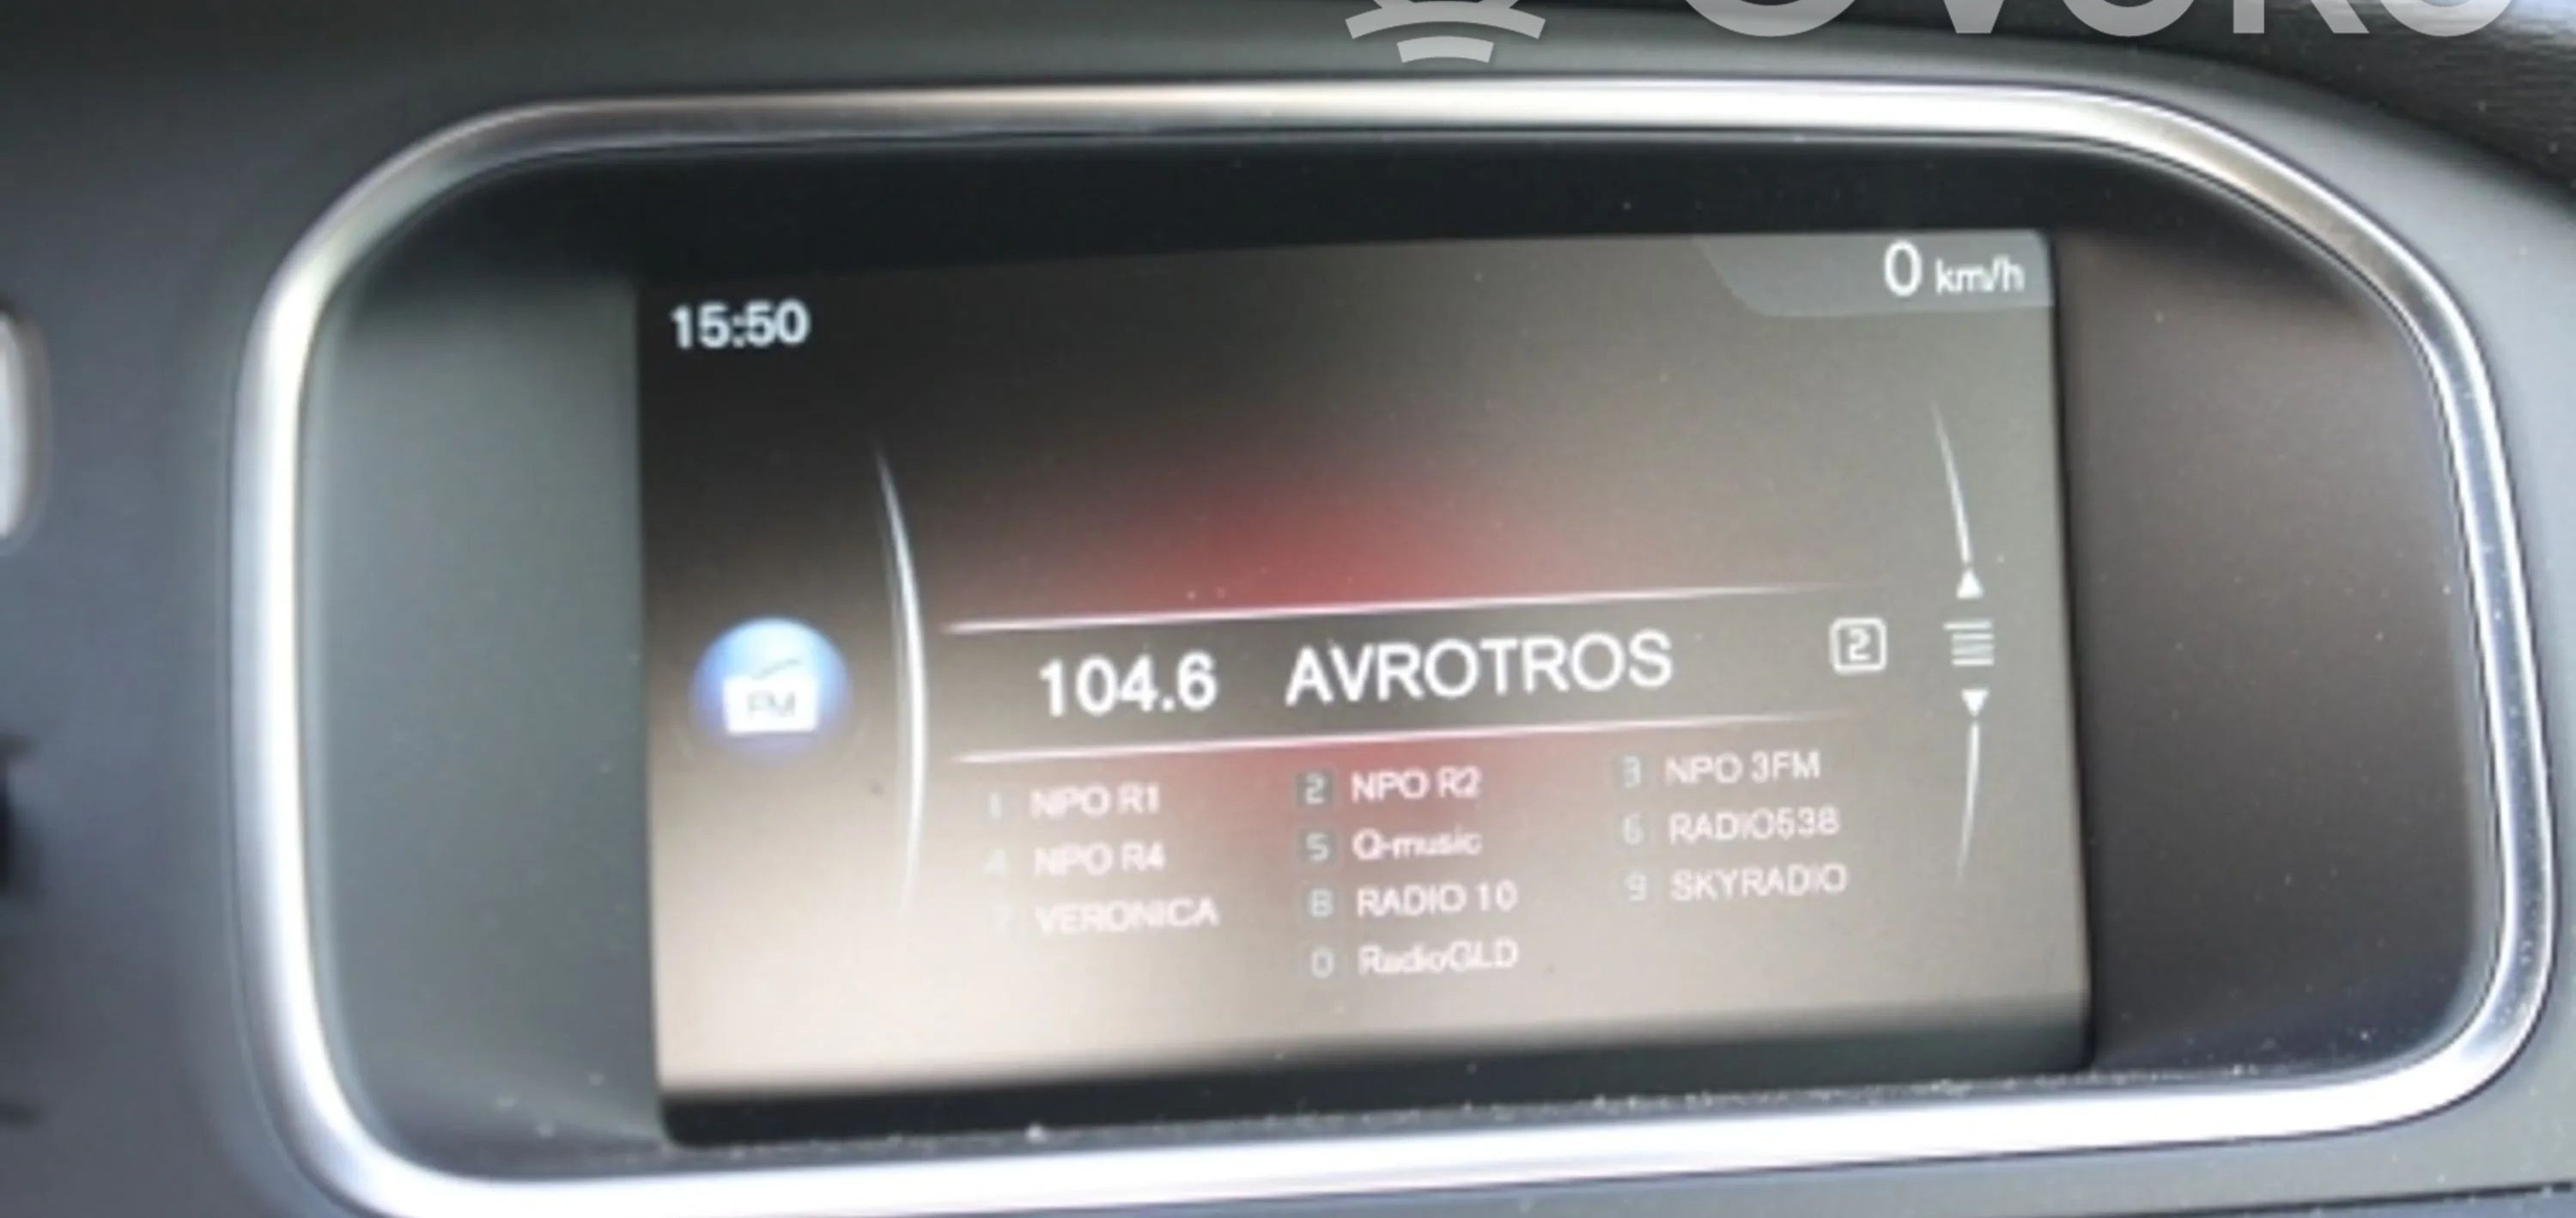 15:50
0 km/h
FM
104.6 AVROTROS 2
1 NPO R1 2 NPO R2 3 NPO 3FM
4 NPO R4 5 Q-music 6 RADIO538
7 VERONICA 8 RADIO 10 9 SKYRADIO
0 RadioGLD